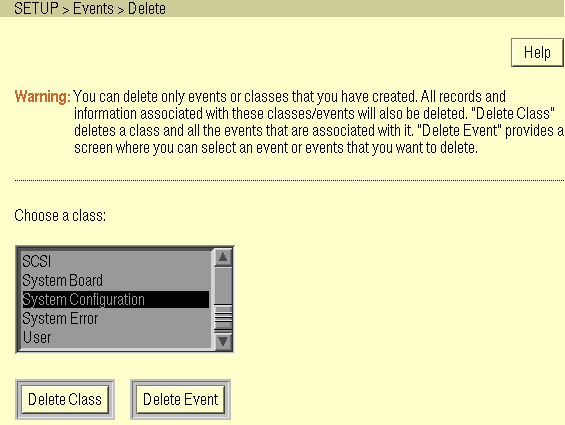 SETUP > Events > Delete
Help
Warning: You can delete only events or classes that you have created. All records and
information associated with these classes/events will also be deleted. "Delete Class"
deletes a class and all the events that are associated with it. "Delete Event" provides a
screen where you can select an event or events that you want to delete.
Choose a class:
SCSI
System Board
System Configuration
System Error
User
Delete Class
Delete Event